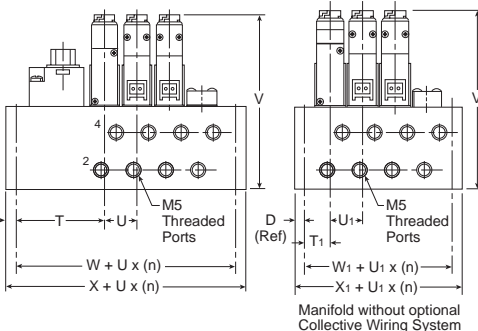 V
V
4
2
T
U
M5
Threaded
Ports
W + U x (n)
X + U x (n)
D
(Ref)
U1
T1
M5
Threaded
Ports
W1 + U1 x (n)
X1 + U1 x (n)
Manifold without optional
Collective Wiring System